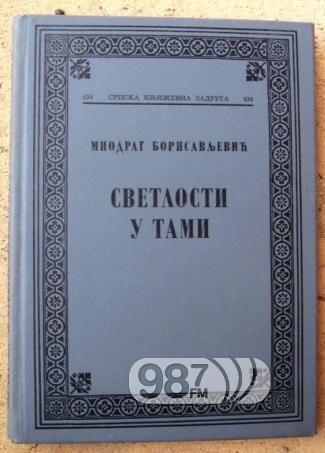 434 СРПСКА КЊИЖЕВНА ЗАДРУГА 434
МИОДРАГ БОРИСАВЉЕВИЋ
СВЕТЛОСТИ
У ТАМИ
987
FM